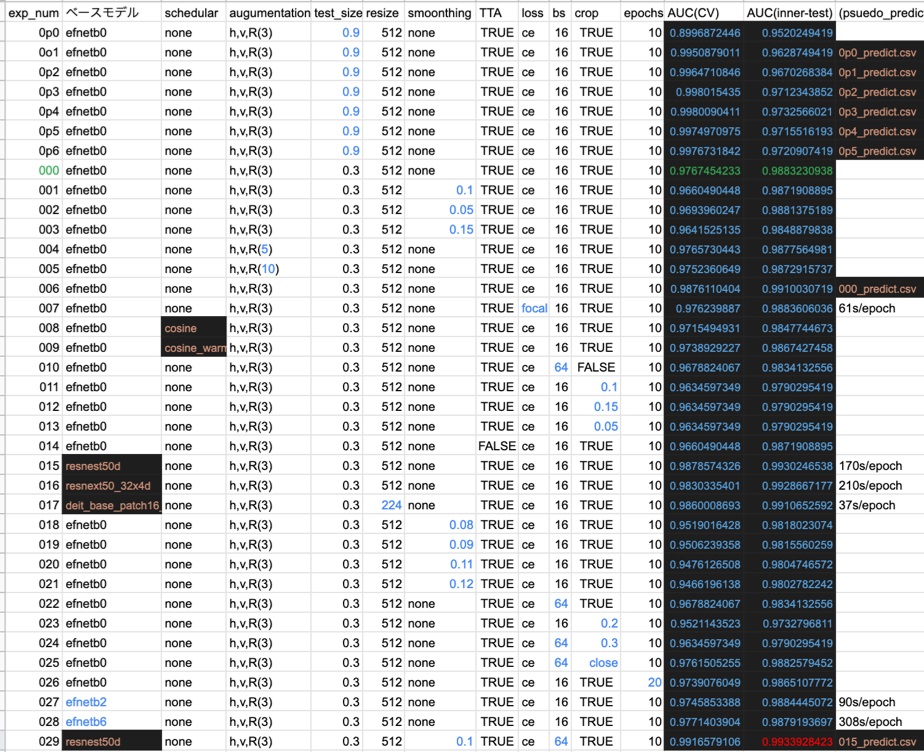 exp_num ベースモデル schedular augumentation test_size resize smoothing TTA loss bs crop epochs AUC(CV) AUC(inner-test) (psuedo_predic
0p0 efnetb0 none h,v,R(3) 0.9 512 none TRUE ce 16 TRUE 10 0.8996872446 0.9520249419
0o1 efnetb0 none h,v,R(3) 0.9 512 none TRUE ce 16 TRUE 10 0.9950879011 0.9628749419 0p0_predict.csv
0p2 efnetb0 none h,v,R(3) 0.9 512 none TRUE ce 16 TRUE 10 0.9964710846 0.9670268384 0p1_predict.csv
0p3 efnetb0 none h,v,R(3) 0.9 512 none TRUE ce 16 TRUE 10 0.998015435 0.9712343852 0p2_predict.csv
0p4 efnetb0 none h,v,R(3) 0.9 512 none TRUE ce 16 TRUE 10 0.9980090411 0.9732566021 0p3_predict.csv
0p5 efnetb0 none h,v,R(3) 0.9 512 none TRUE ce 16 TRUE 10 0.9974970975 0.9715516193 0p4_predict.csv
0p6 efnetb0 none h,v,R(3) 0.9 512 none TRUE ce 16 TRUE 10 0.9976731842 0.9720907419 0p5_predict.csv
000 efnetb0 none h,v,R(3) 0.3 512 none TRUE ce 16 TRUE 10 0.9767454233 0.9883230938
001 efnetb0 none h,v,R(3) 0.3 512 0.1 TRUE ce 16 TRUE 10 0.9660490448 0.9871908895
002 efnetb0 none h,v,R(3) 0.3 512 0.05 TRUE ce 16 TRUE 10 0.9693960247 0.9881375189
003 efnetb0 none h,v,R(3) 0.3 512 0.15 TRUE ce 16 TRUE 10 0.9641525135 0.9848879838
004 efnetb0 none h,v,R(5) 0.3 512 none TRUE ce 16 TRUE 10 0.9765730443 0.9877564981
005 efnetb0 none h,v,R(10) 0.3 512 none TRUE ce 16 TRUE 10 0.9752360649 0.9872915737
006 efnetb0 none h,v,R(3) 0.3 512 none TRUE ce 16 TRUE 10 0.9876110404 0.9910030719 000_predict.csv
007 efnetb0 none h,v,R(3) 0.3 512 none TRUE focal 16 TRUE 10 0.976239887 0.9883606036 61s/epoch
008 efnetb0 cosine h,v,R(3) 0.3 512 none TRUE ce 16 TRUE 10 0.9715494931 0.9847744673
009 efnetb0 cosine_warm h,v,R(3) 0.3 512 none TRUE ce 16 TRUE 10 0.9738929227 0.9867427458
010 efnetb0 none h,v,R(3) 0.3 512 none TRUE ce 64 FALSE 10 0.9678824067 0.9834132556
011 efnetb0 none h,v,R(3) 0.3 512 none TRUE ce 16 0.1 10 0.9634597349 0.9790295419
012 efnetb0 none h,v,R(3) 0.3 512 none TRUE ce 16 0.15 10 0.9634597349 0.9790295419
013 efnetb0 none h,v,R(3) 0.3 512 none TRUE ce 16 0.05 10 0.9634597349 0.9790295419
014 efnetb0 none h,v,R(3) 0.3 512 none FALSE ce 16 TRUE 10 0.9660490448 0.9871908895
015 resnest50d none h,v,R(3) 0.3 512 none TRUE ce 16 TRUE 10 0.9878574326 0.9930246538 170s/epoch
016 resnext50_32x4d none h,v,R(3) 0.3 512 none TRUE ce 16 TRUE 10 0.9830335401 0.9928667177 210s/epoch
017 deit_base_patch16_ none h,v,R(3) 0.3 224 none TRUE ce 16 TRUE 10 0.9860008693 0.9910652592 37s/epoch
018 efnetb0 none h,v,R(3) 0.3 512 0.08 TRUE ce 16 TRUE 10 0.9519016428 0.9818023074
019 efnetb0 none h,v,R(3) 0.3 512 0.09 TRUE ce 16 TRUE 10 0.9506239358 0.9815560259
020 efnetb0 none h,v,R(3) 0.3 512 0.11 TRUE ce 16 TRUE 10 0.9476126508 0.9804746572
021 efnetb0 none h,v,R(3) 0.3 512 0.12 TRUE ce 16 TRUE 10 0.9466196138 0.9802782242
022 efnetb0 none h,v,R(3) 0.3 512 none TRUE ce 64 TRUE 10 0.9678824067 0.9834132556
023 efnetb0 none h,v,R(3) 0.3 512 none TRUE ce 16 0.2 10 0.9521143523 0.9732796811
024 efnetb0 none h,v,R(3) 0.3 512 none TRUE ce 64 0.3 10 0.9634597349 0.9790295419
025 efnetb0 none h,v,R(3) 0.3 512 none TRUE ce 64 close 10 0.9761505255 0.9882579452
026 efnetb0 none h,v,R(3) 0.3 512 none TRUE ce 16 TRUE 20 0.9739076049 0.9865107772
027 efnetb2 none h,v,R(3) 0.3 512 none TRUE ce 16 TRUE 10 0.9745853388 0.9884445072 90s/epoch
028 efnetb6 none h,v,R(3) 0.3 512 none TRUE ce 16 TRUE 10 0.9771403904 0.9879193697 308s/epoch
029 resnest50d none h,v,R(3) 0.3 512 0.1 TRUE ce 64 TRUE 10 0.9916579106 0.9933928423 015_predict.csv